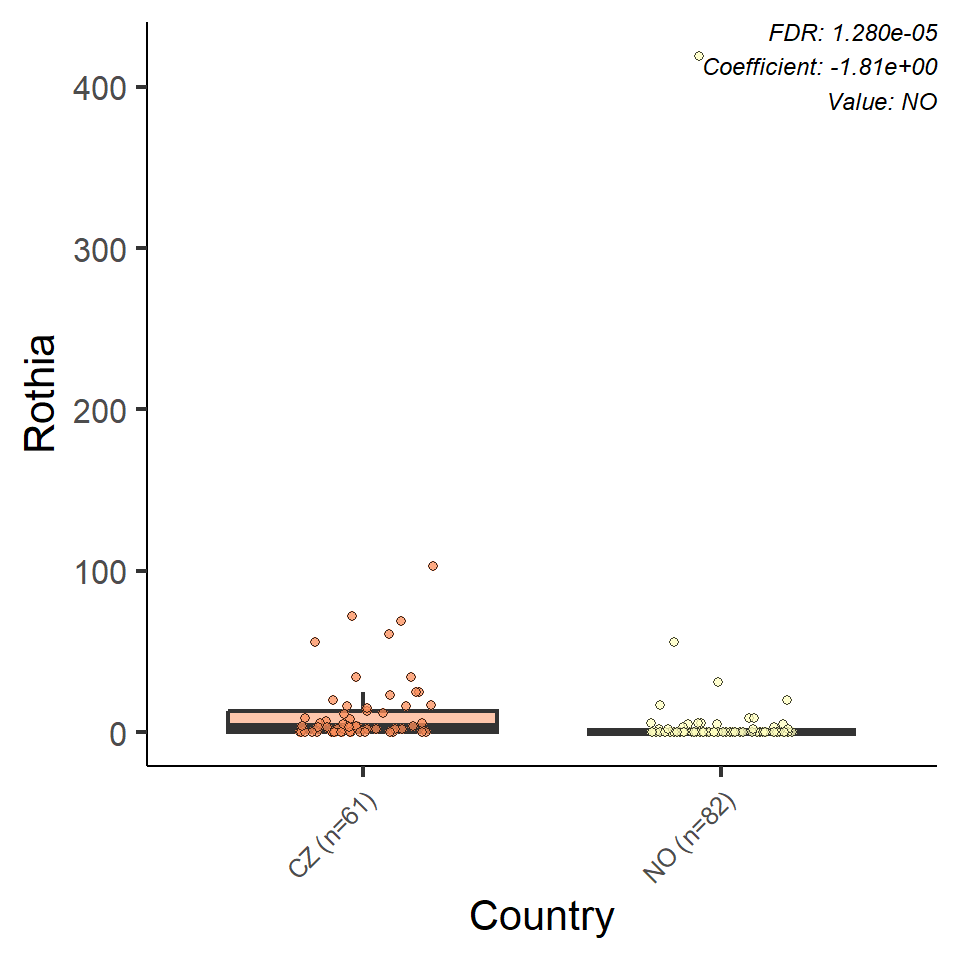 FDR: 1.280e-05
Coefficient: -1.81e+00
Value: NO
400
300
200
100
0
Rothia
CZ (n=61)
NO (n=82)
Country